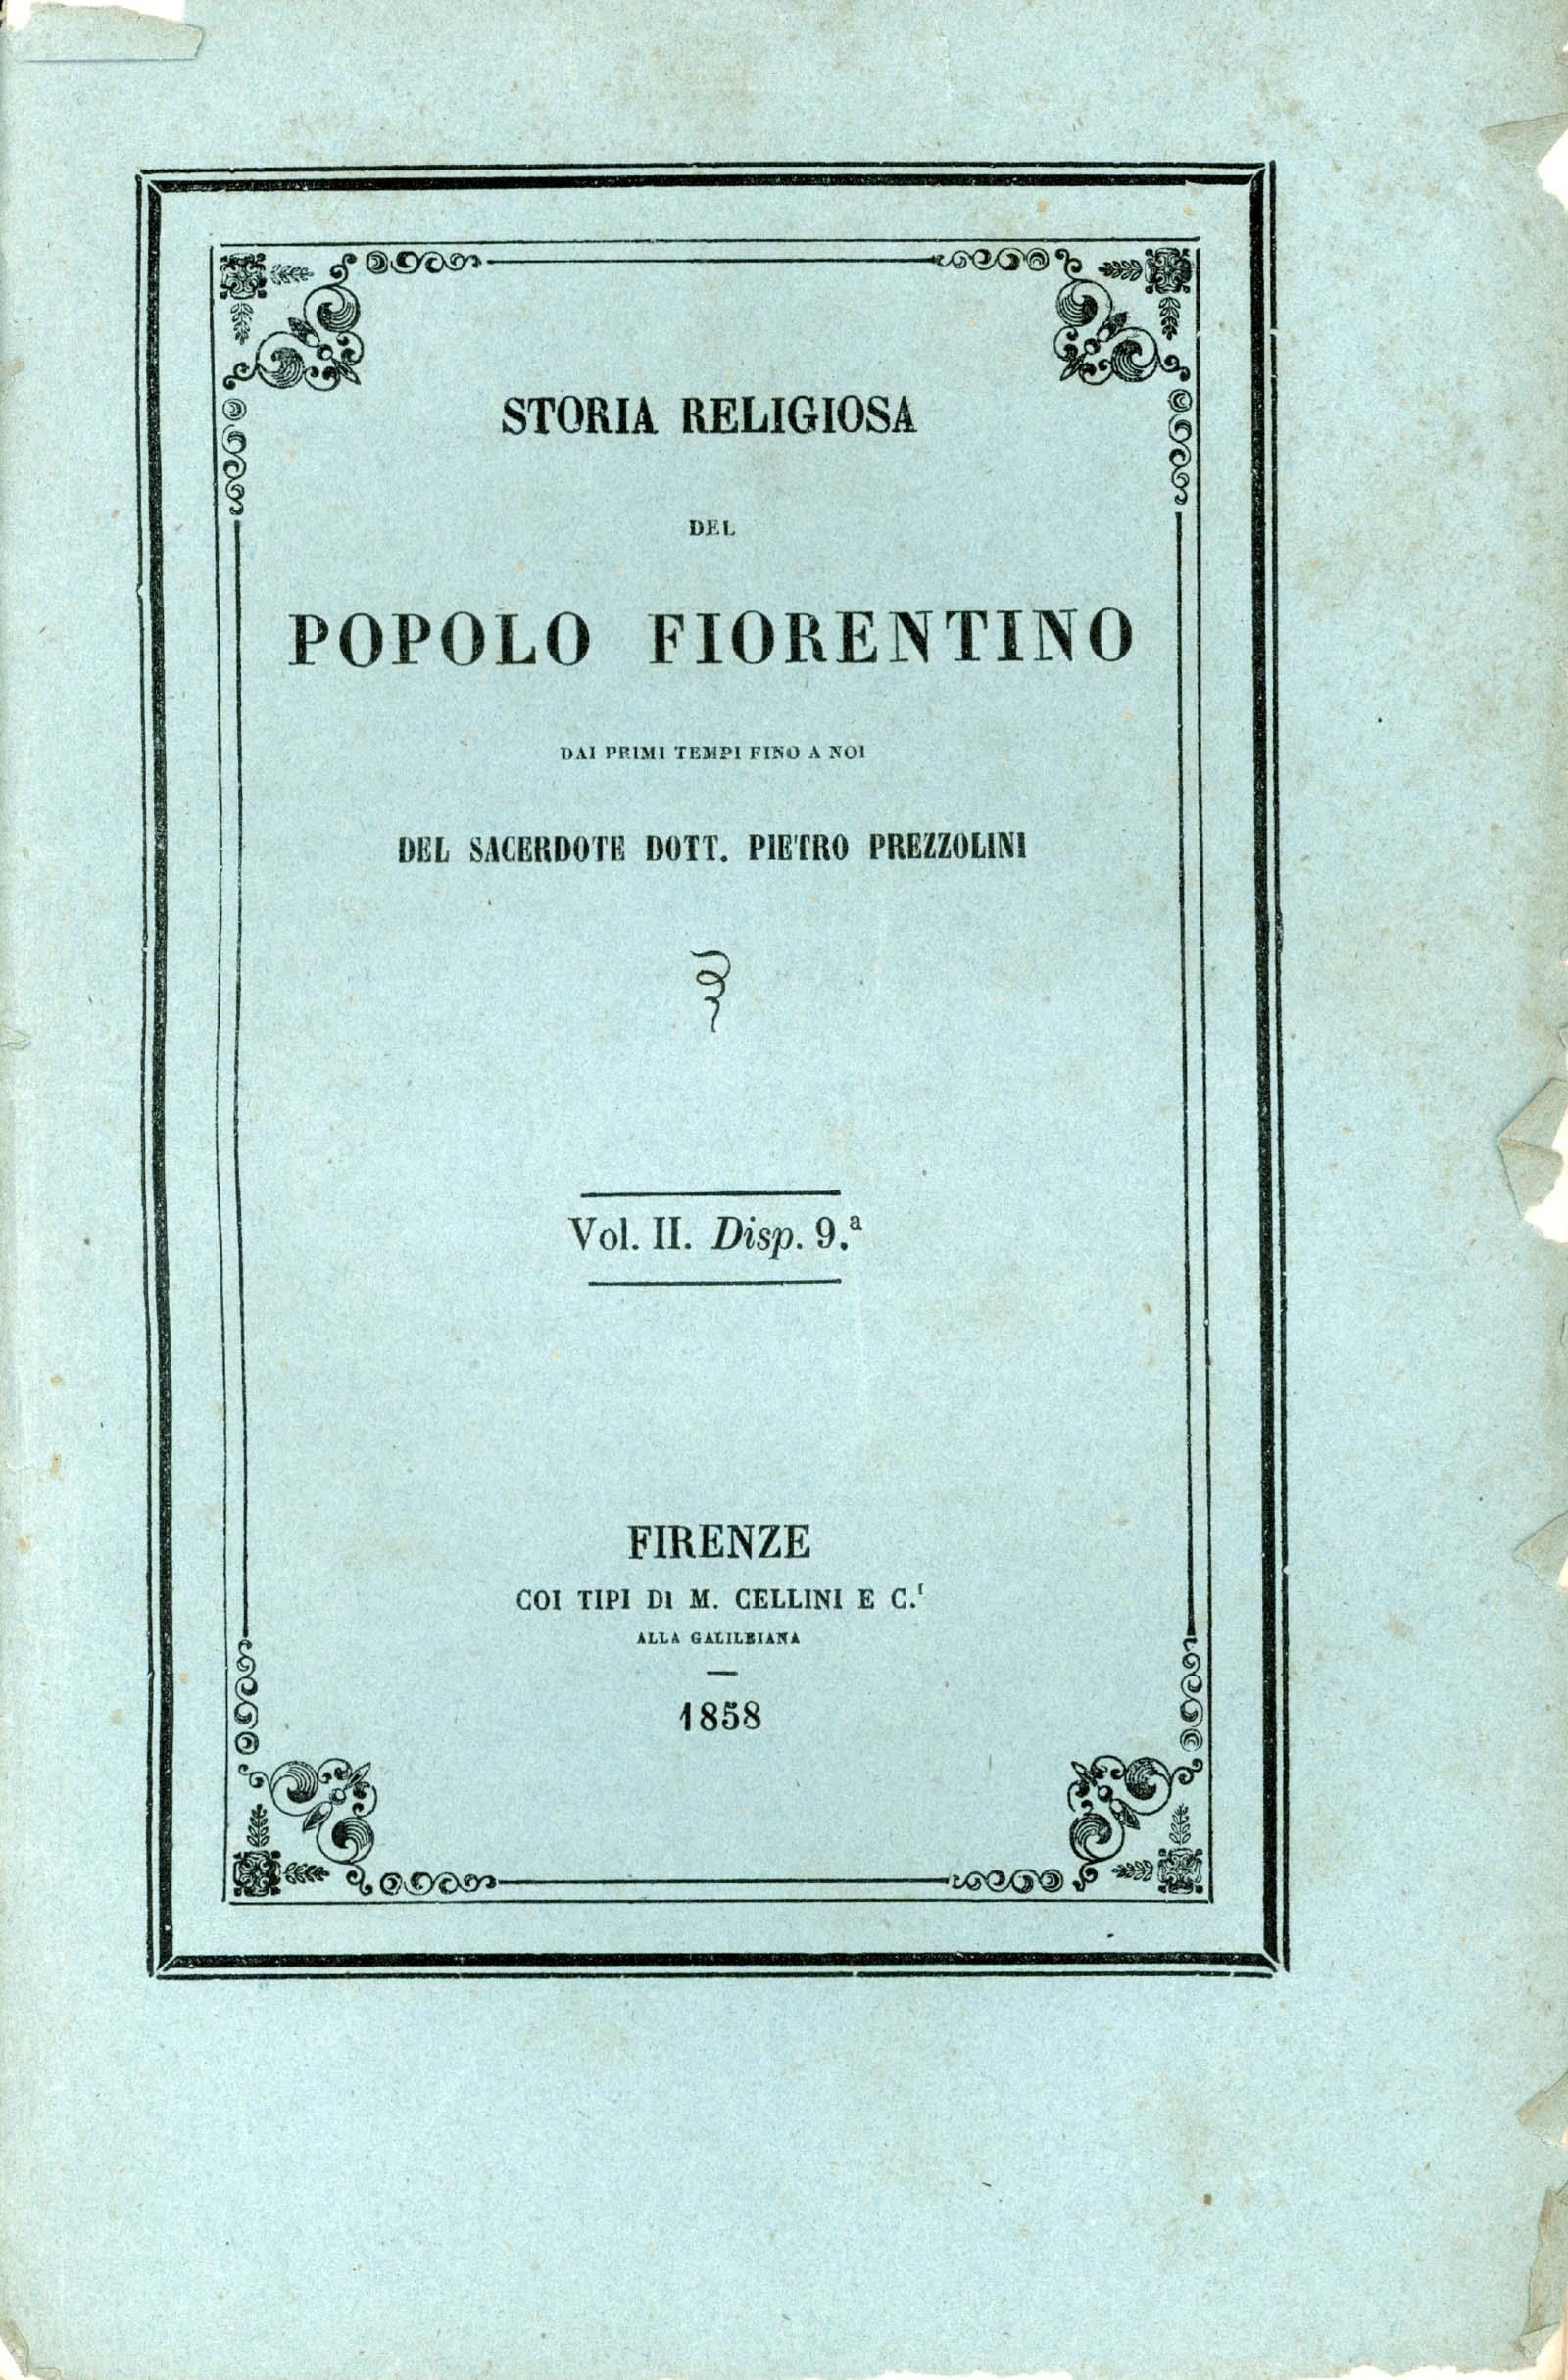 STORIA RELIGIOSA
DEL
POPOLO FIORENTINO
DAI PRIMI TEMPI FINO A NOI
DEL SACERDOTE DOTT. PIETRO PREZZOLINI
Vol. II. Disp. 9.ª
FIRENZE
COI TIPI DI M. CELLINI E C.ⁱ
ALLA GALILEIANA
1858